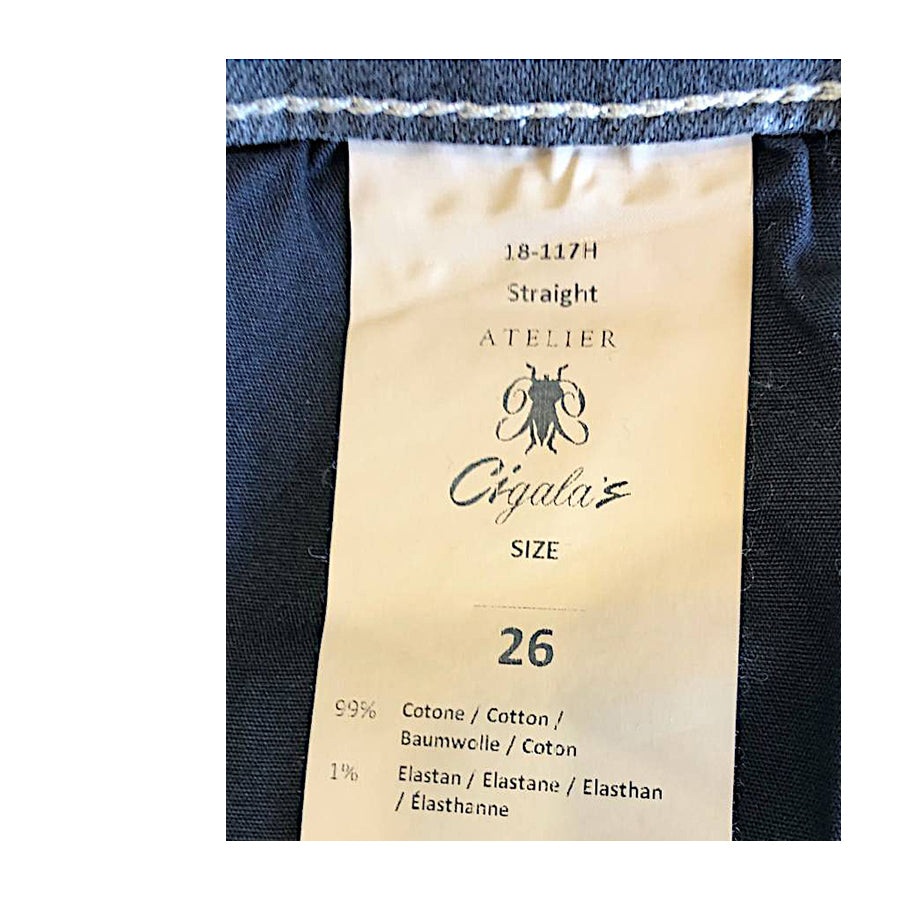 18-117H
Straight
ATELIER
Cigala's
SIZE
26
99% Cotone / Cotton /
Baumwolle / Coton
1% Elastan / Elastane / Elasthan
/ Élasthanne